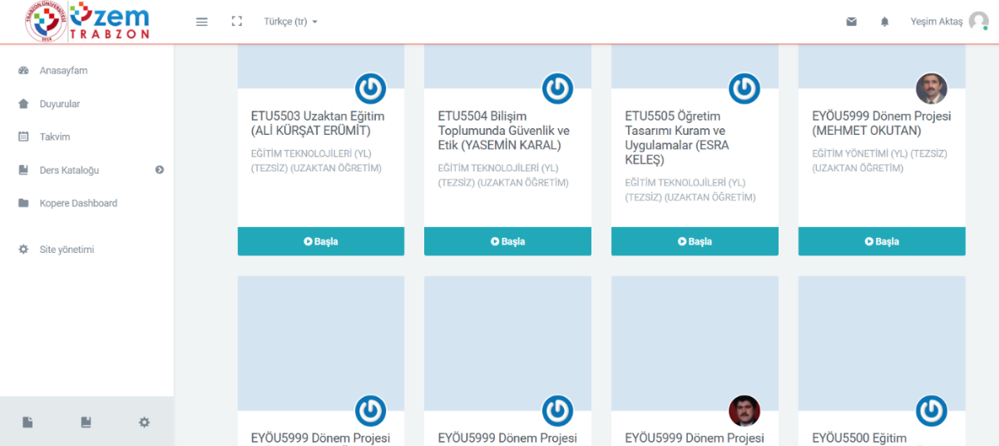 TRABZON ÜNİVERSİTESİ
2018
Üzem
TRABZON
Türkçe (tr)
Yeşim Aktaş
Anasayfam
Duyurular
Takvim
Ders Kataloğu
Kopere Dashboard
Site yönetimi
ETU5503 Uzaktan Eğitim
(ALİ KÜRŞAT ERÜMİT)
EĞİTİM TEKNOLOJİLERİ (YL)
(TEZSİZ) (UZAKTAN ÖĞRETİM)
Başla
ETU5504 Bilişim
Toplumunda Güvenlik ve
Etik (YASEMİN KARAL)
EĞİTİM TEKNOLOJİLERİ (YL)
(TEZSİZ) (UZAKTAN ÖĞRETİM)
Başla
ETU5505 Öğretim
Tasarımı Kuram ve
Uygulamalar (ESRA
KELEŞ)
EĞİTİM TEKNOLOJİLERİ (YL)
(TEZSİZ) (UZAKTAN ÖĞRETİM)
Başla
EYÖU5999 Dönem Projesi
(MEHMET OKUTAN)
EĞİTİM YÖNETİMİ (YL) (TEZSİZ)
(UZAKTAN ÖĞRETİM)
Başla
EYÖU5999 Dönem Projesi
EYÖU5999 Dönem Projesi
EYÖU5999 Dönem Projesi
EYÖU5500 Eğitim